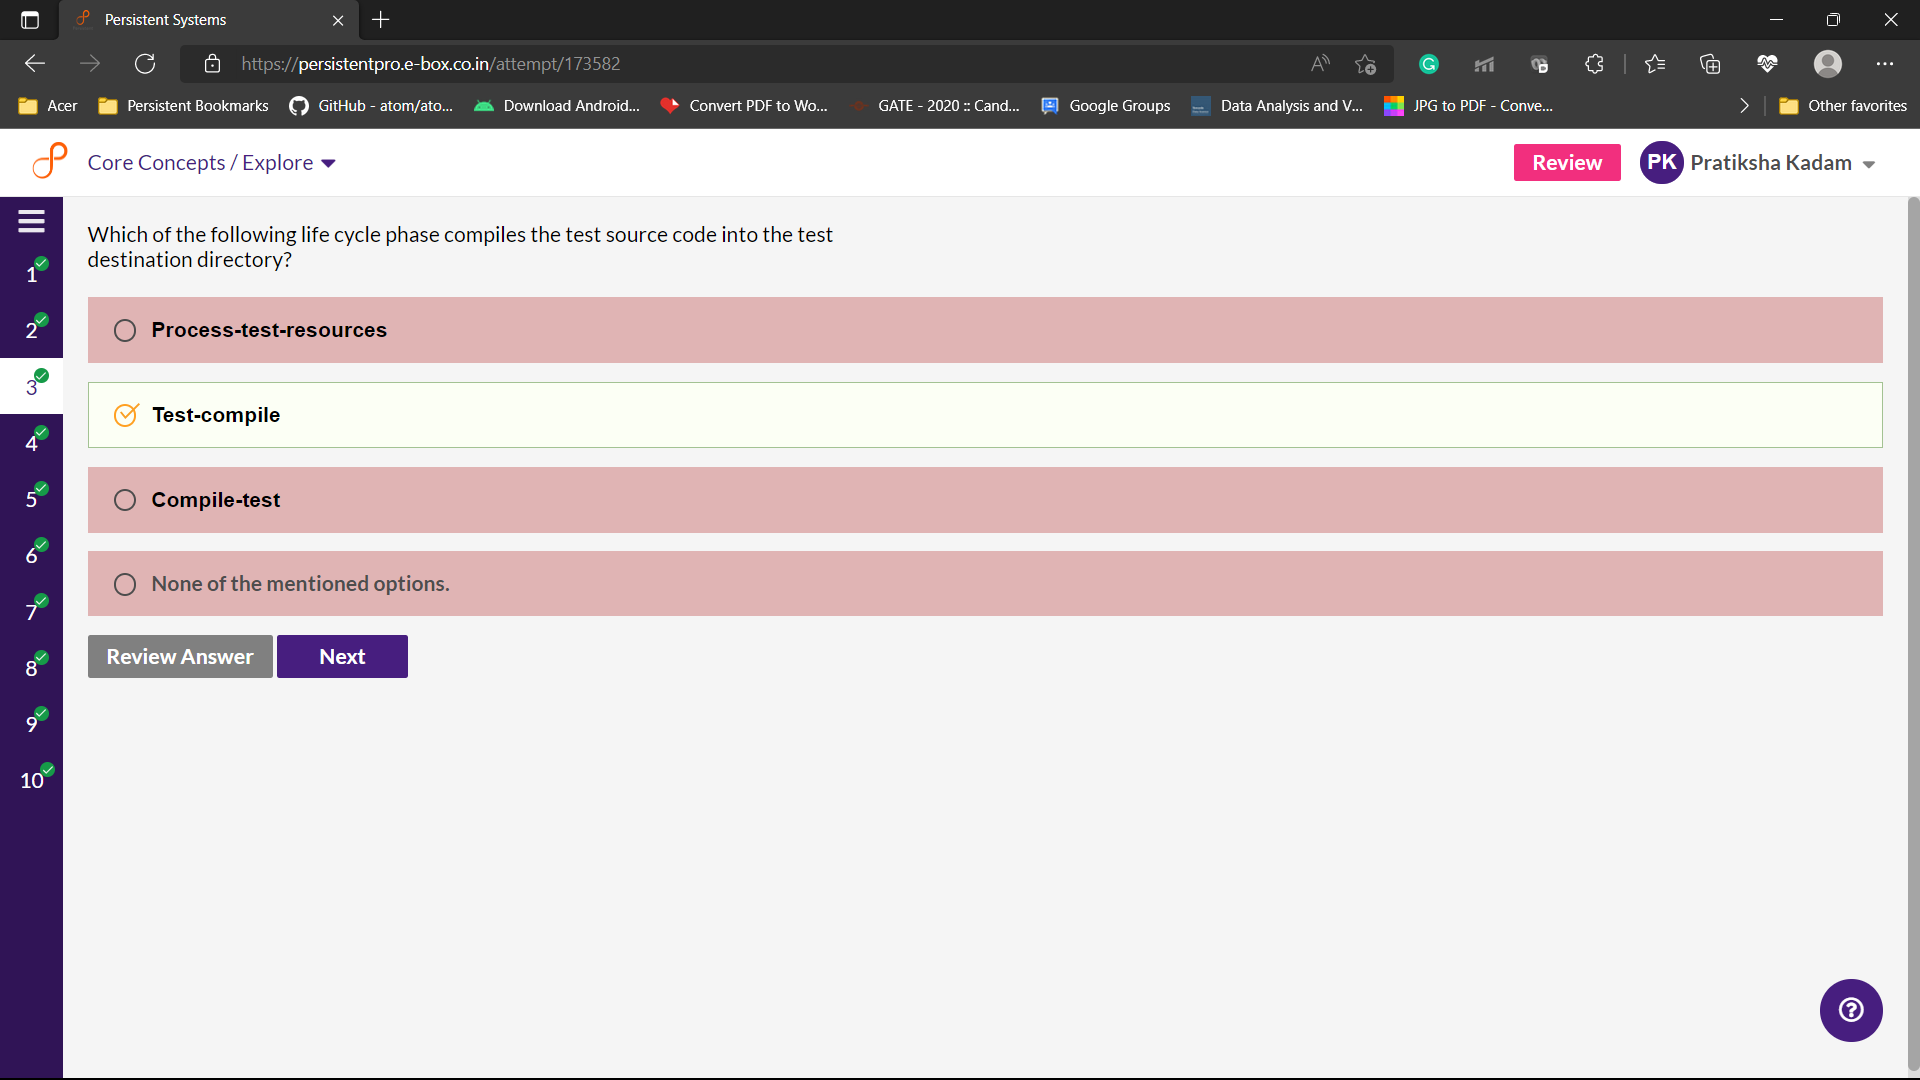 Persistent Systems
https://persistentpro.e-box.co.in/attempt/173582
Acer
Persistent Bookmarks
GitHub - atom/ato...
Download Android...
Convert PDF to Wo...
GATE - 2020 :: Cand...
Google Groups
Data Analysis and V...
JPG to PDF - Conve...
Other favorites
Core Concepts / Explore
Review
PK
Pratiksha Kadam
Which of the following life cycle phase compiles the test source code into the test
destination directory?
1
2
3
4
5
6
7
8
9
10
Process-test-resources
Test-compile
Compile-test
None of the mentioned options.
Review Answer
Next